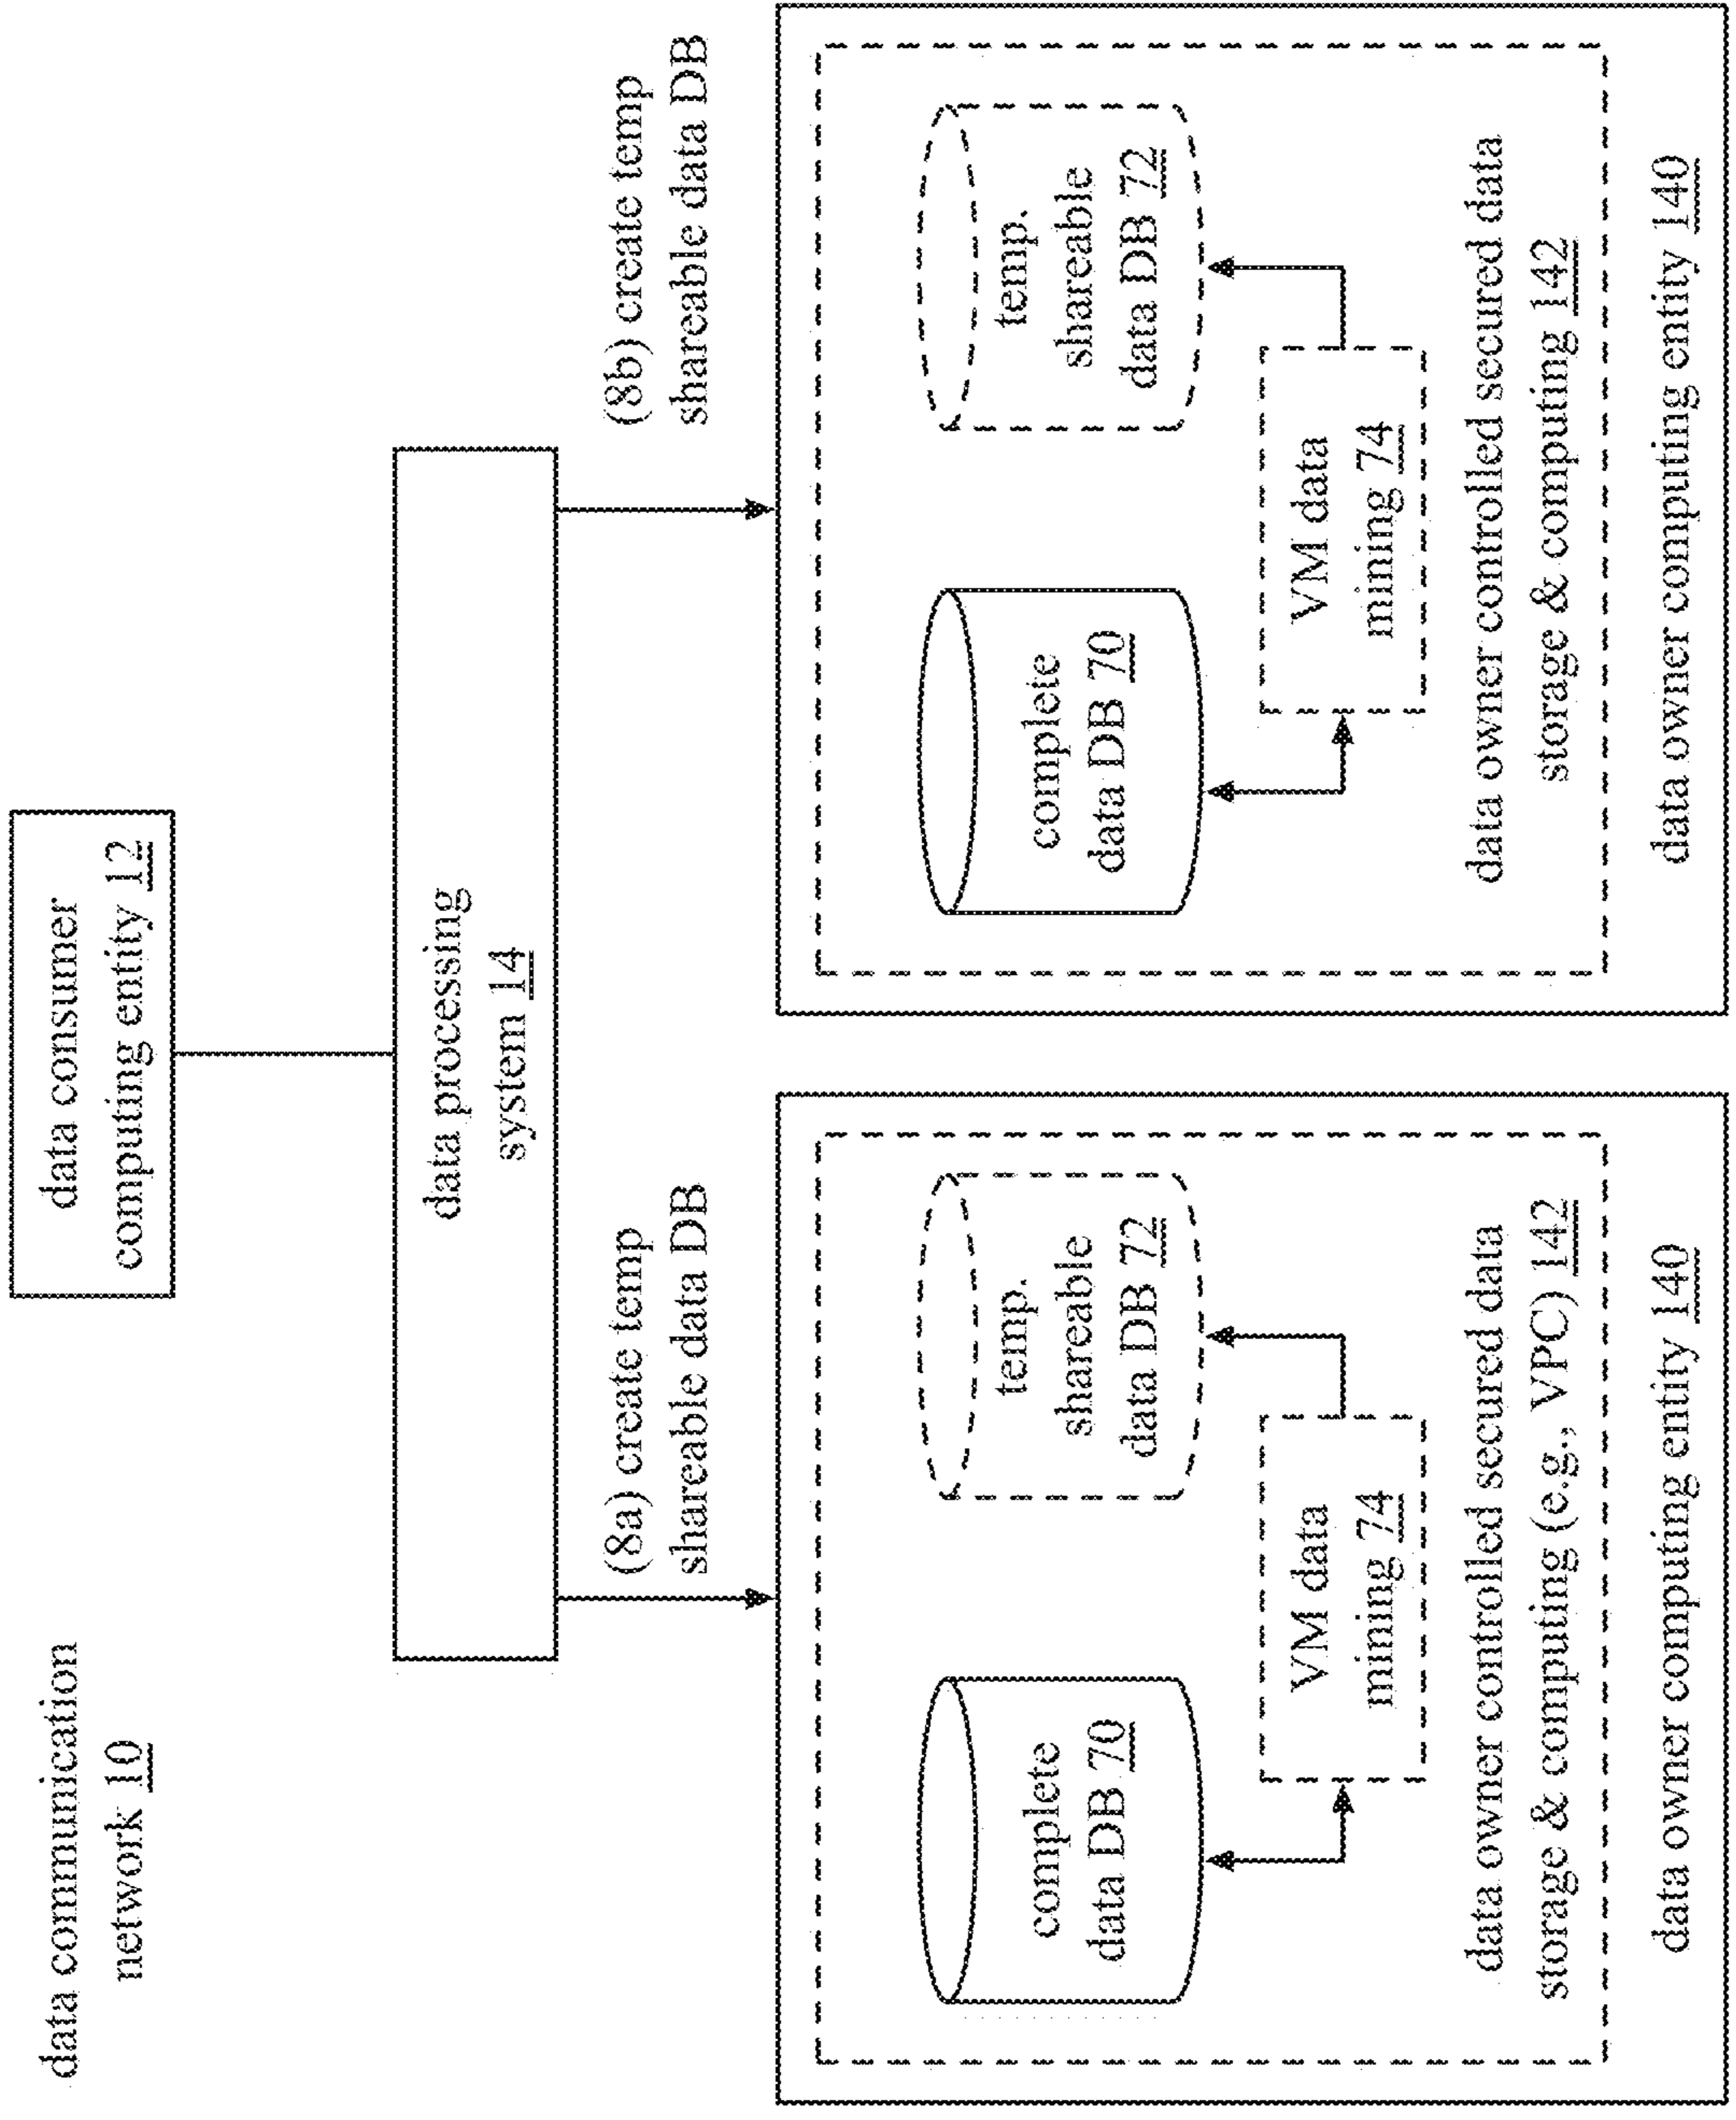 data communication
network 10
data consumer
computing entity 12
data processing
system 14
(8a) create temp
shareable data DB
(8b) create temp
shareable data DB
complete
data DB 70
temp.
shareable
data DB 72
VM data
mining 74
data owner controlled secured data
storage & computing (e.g., VPC) 142
data owner computing entity 140
complete
data DB 70
temp.
shareable
data DB 72
VM data
mining 74
data owner controlled secured data
storage & computing 142
data owner computing entity 140